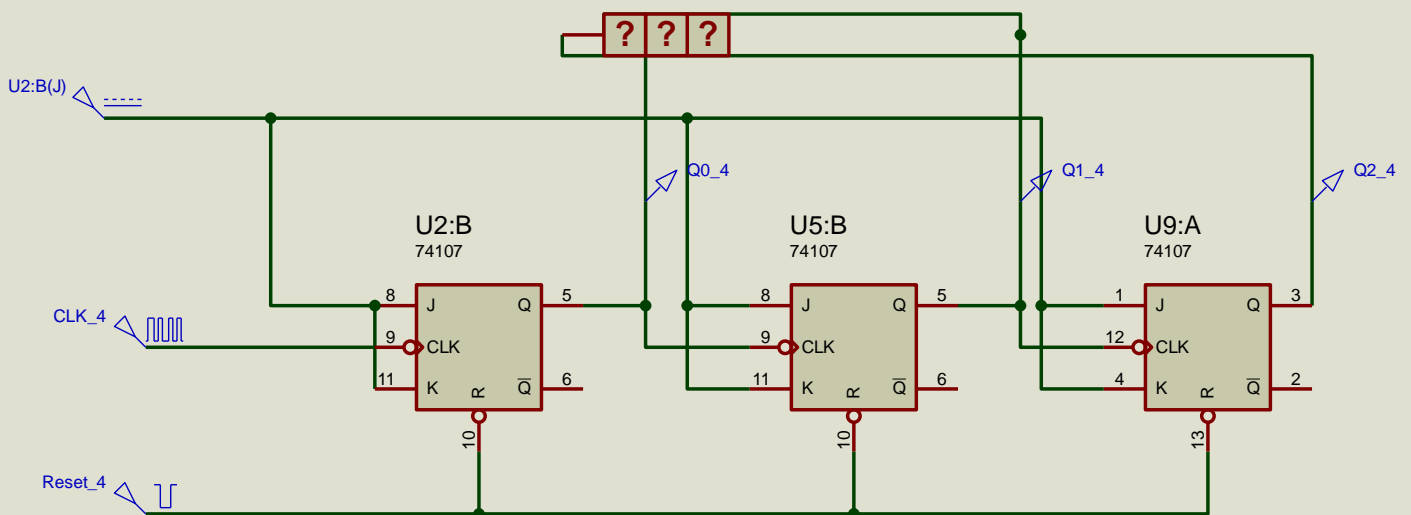 ? ? ?
U2:B(J)
Q0_4
Q1_4
Q2_4
U2:B
74107
U5:B
74107
U9:A
74107
8 J Q 5
8 J Q 5
1 J Q 3
CLK_4
9 CLK
9 CLK
12 CLK
11 K R Q 6
11 K R Q 6
4 K R Q 2
10
10
13
Reset_4